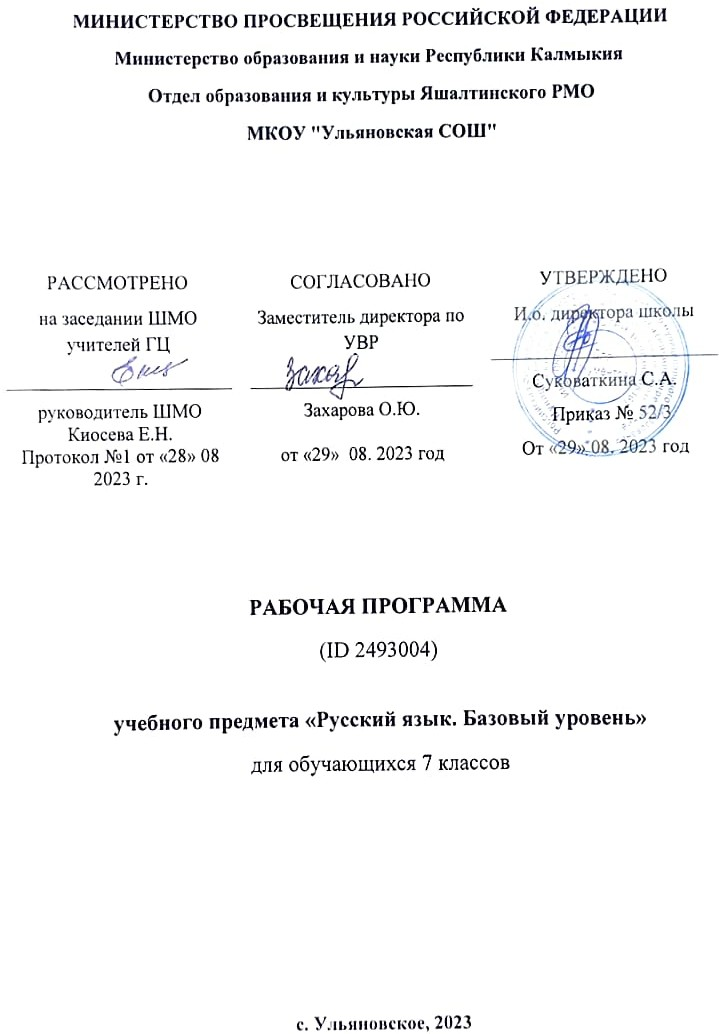 МИНИСТЕРСТВО ПРОСВЕЩЕНИЯ РОССИЙСКОЙ ФЕДЕРАЦИИ
Министерство образования и науки Республики Калмыкия
Отдел образования и культуры Яшалтинского РМО
МКОУ "Ульяновская СОШ"
РАССМОТРЕНО
на заседании ШМО
учителей ГЦ
руководитель ШМО
Киосева Е.Н.
Протокол №1 от «28» 08
2023 г.
СОГЛАСОВАНО
Заместитель директора по
УВР
Захарова О.Ю.
от «29» 08. 2023 год
УТВЕРЖДЕНО
И.о. директора школы
Суковаткина С.А.
Приказ № 52/3
От «29» 08. 2023 год
РАБОЧАЯ ПРОГРАММА
(ID 2493004)
учебного предмета «Русский язык. Базовый уровень»
для обучающихся 7 классов
с. Ульяновское, 2023